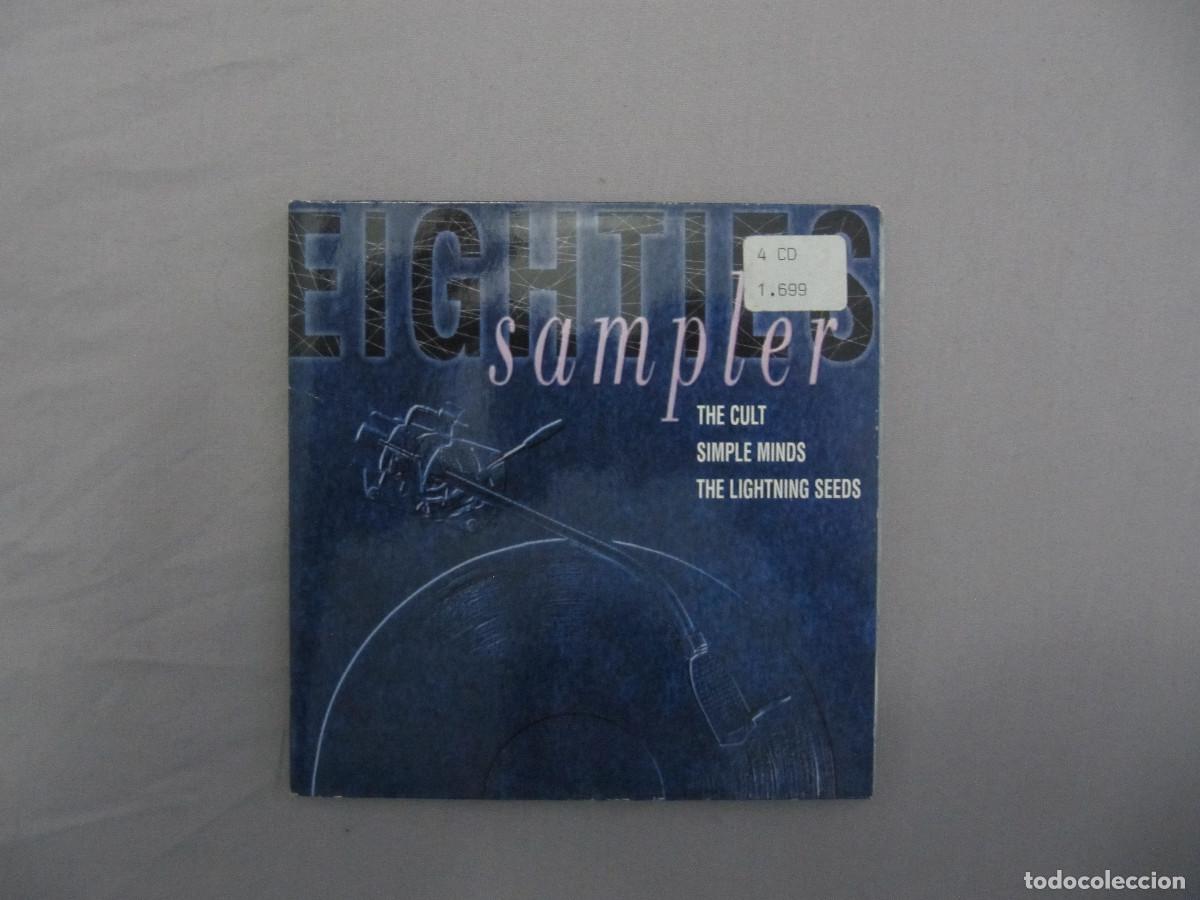 EIGHTIES
sampler
4 CD
1.699
THE CULT
SIMPLE MINDS
THE LIGHTNING SEEDS
todocoleccion